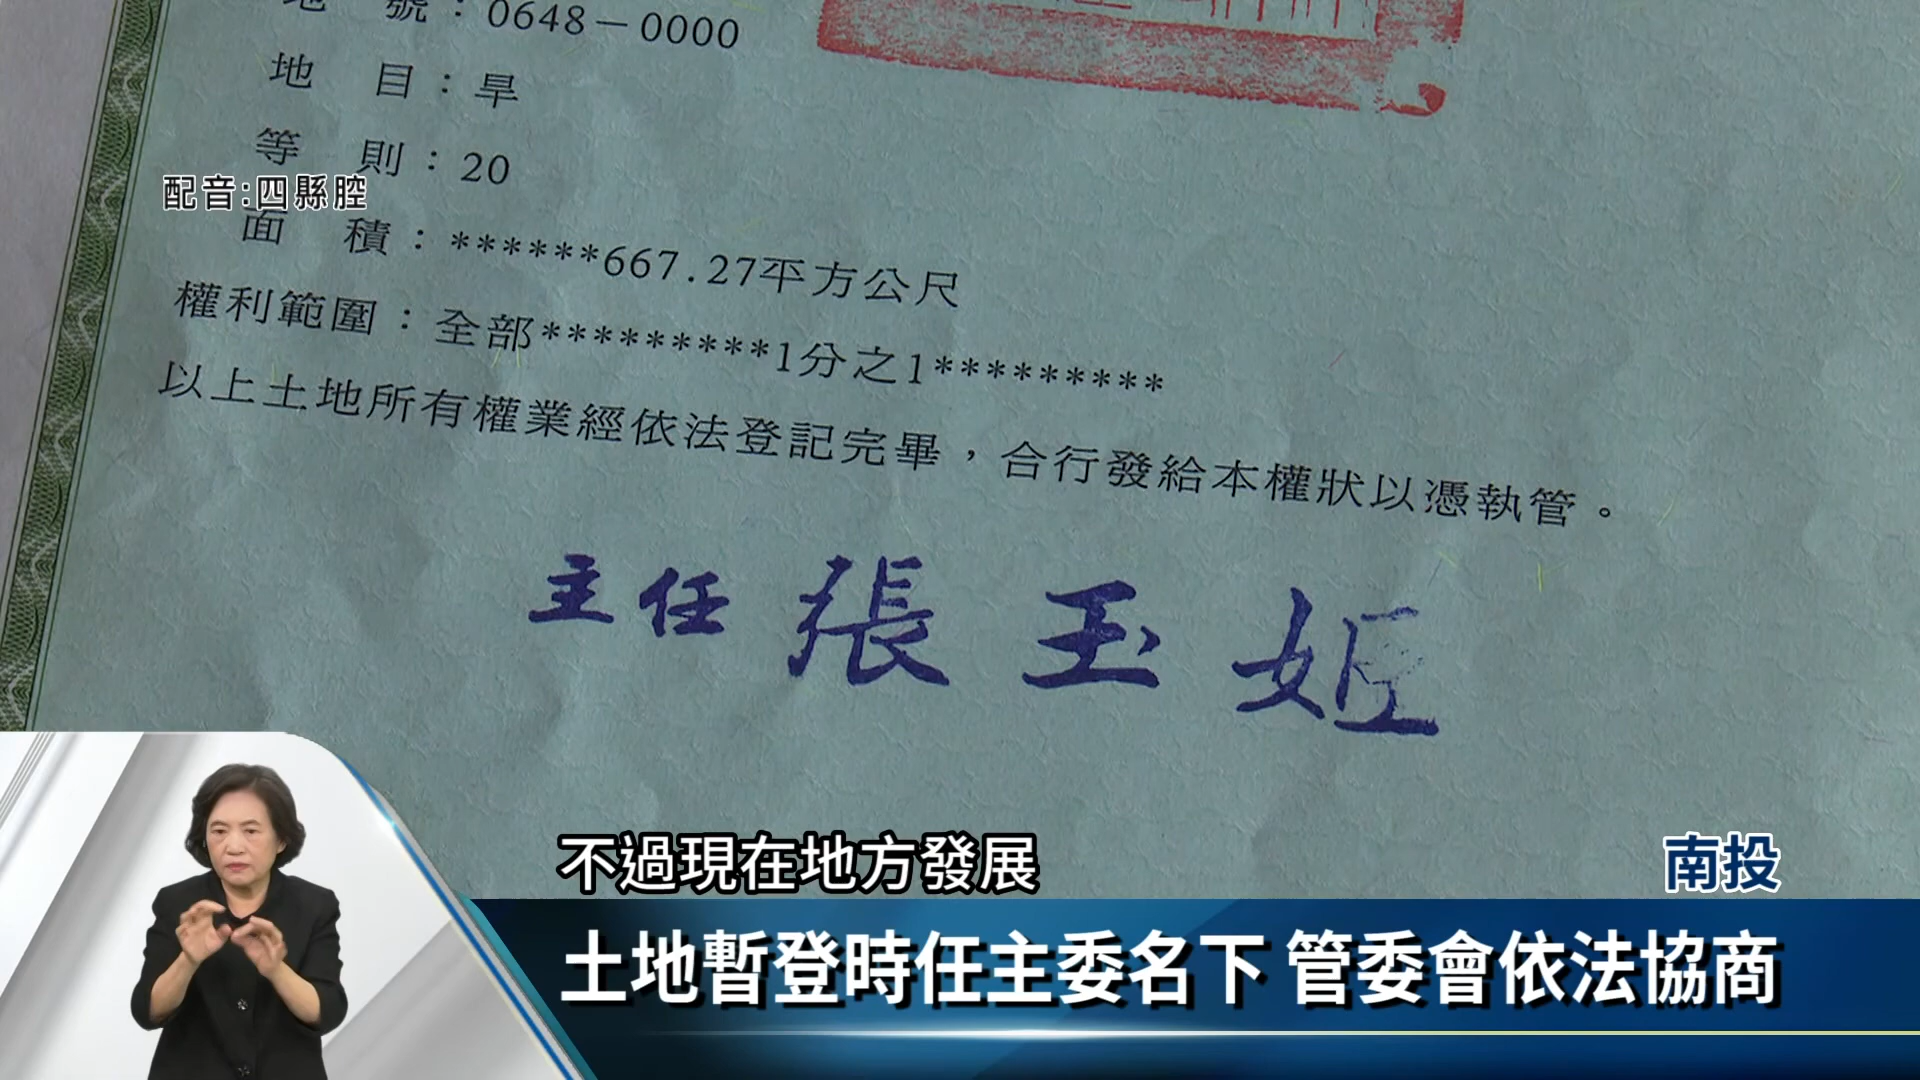 地 號：0648－0000
地 目：旱
等 則：20
配音:四縣腔
面 積：******667.27平方公尺
權利範圍：全部*********1分之1*********
以上土地所有權業經依法登記完畢，合行發給本權狀以憑執管。
主任 張玉姬
不過現在地方發展
南投
土地暫登時任主委名下 管委會依法協商